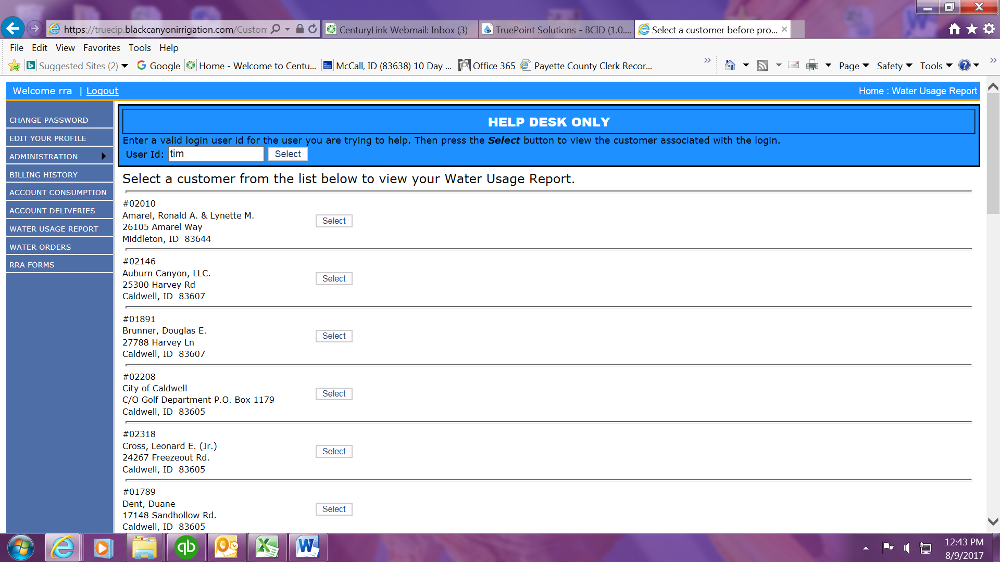 https://truecip.blackcanyonirrigation.com/Custom
CenturyLink Webmail: Inbox (3)
TruePoint Solutions - BCID (1.0....
Select a customer before pro...
File Edit View Favorites Tools Help
Suggested Sites (2)
Google
Home - Welcome to Centu...
McCall, ID (83638) 10 Day ...
Office 365
Payette County Clerk Recor...
Page
Safety
Tools
Welcome rra | Logout
Home : Water Usage Report
CHANGE PASSWORD
EDIT YOUR PROFILE
ADMINISTRATION
BILLING HISTORY
ACCOUNT CONSUMPTION
ACCOUNT DELIVERIES
WATER USAGE REPORT
WATER ORDERS
RRA FORMS
HELP DESK ONLY
Enter a valid login user id for the user you are trying to help. Then press the Select button to view the customer associated with the login.
User Id: tim Select
Select a customer from the list below to view your Water Usage Report.
#02010
Amarel, Ronald A. & Lynette M.
26105 Amarel Way
Middleton, ID 83644
Select
#02146
Auburn Canyon, LLC.
25300 Harvey Rd
Caldwell, ID 83607
Select
#01891
Brunner, Douglas E.
27788 Harvey Ln
Caldwell, ID 83607
Select
#02208
City of Caldwell
C/O Golf Department P.O. Box 1179
Caldwell, ID 83605
Select
#02318
Cross, Leonard E. (Jr.)
24267 Freezeout Rd.
Caldwell, ID 83605
Select
#01789
Dent, Duane
17148 Sandhollow Rd.
Caldwell, ID 83605
Select
12:43 PM
8/9/2017